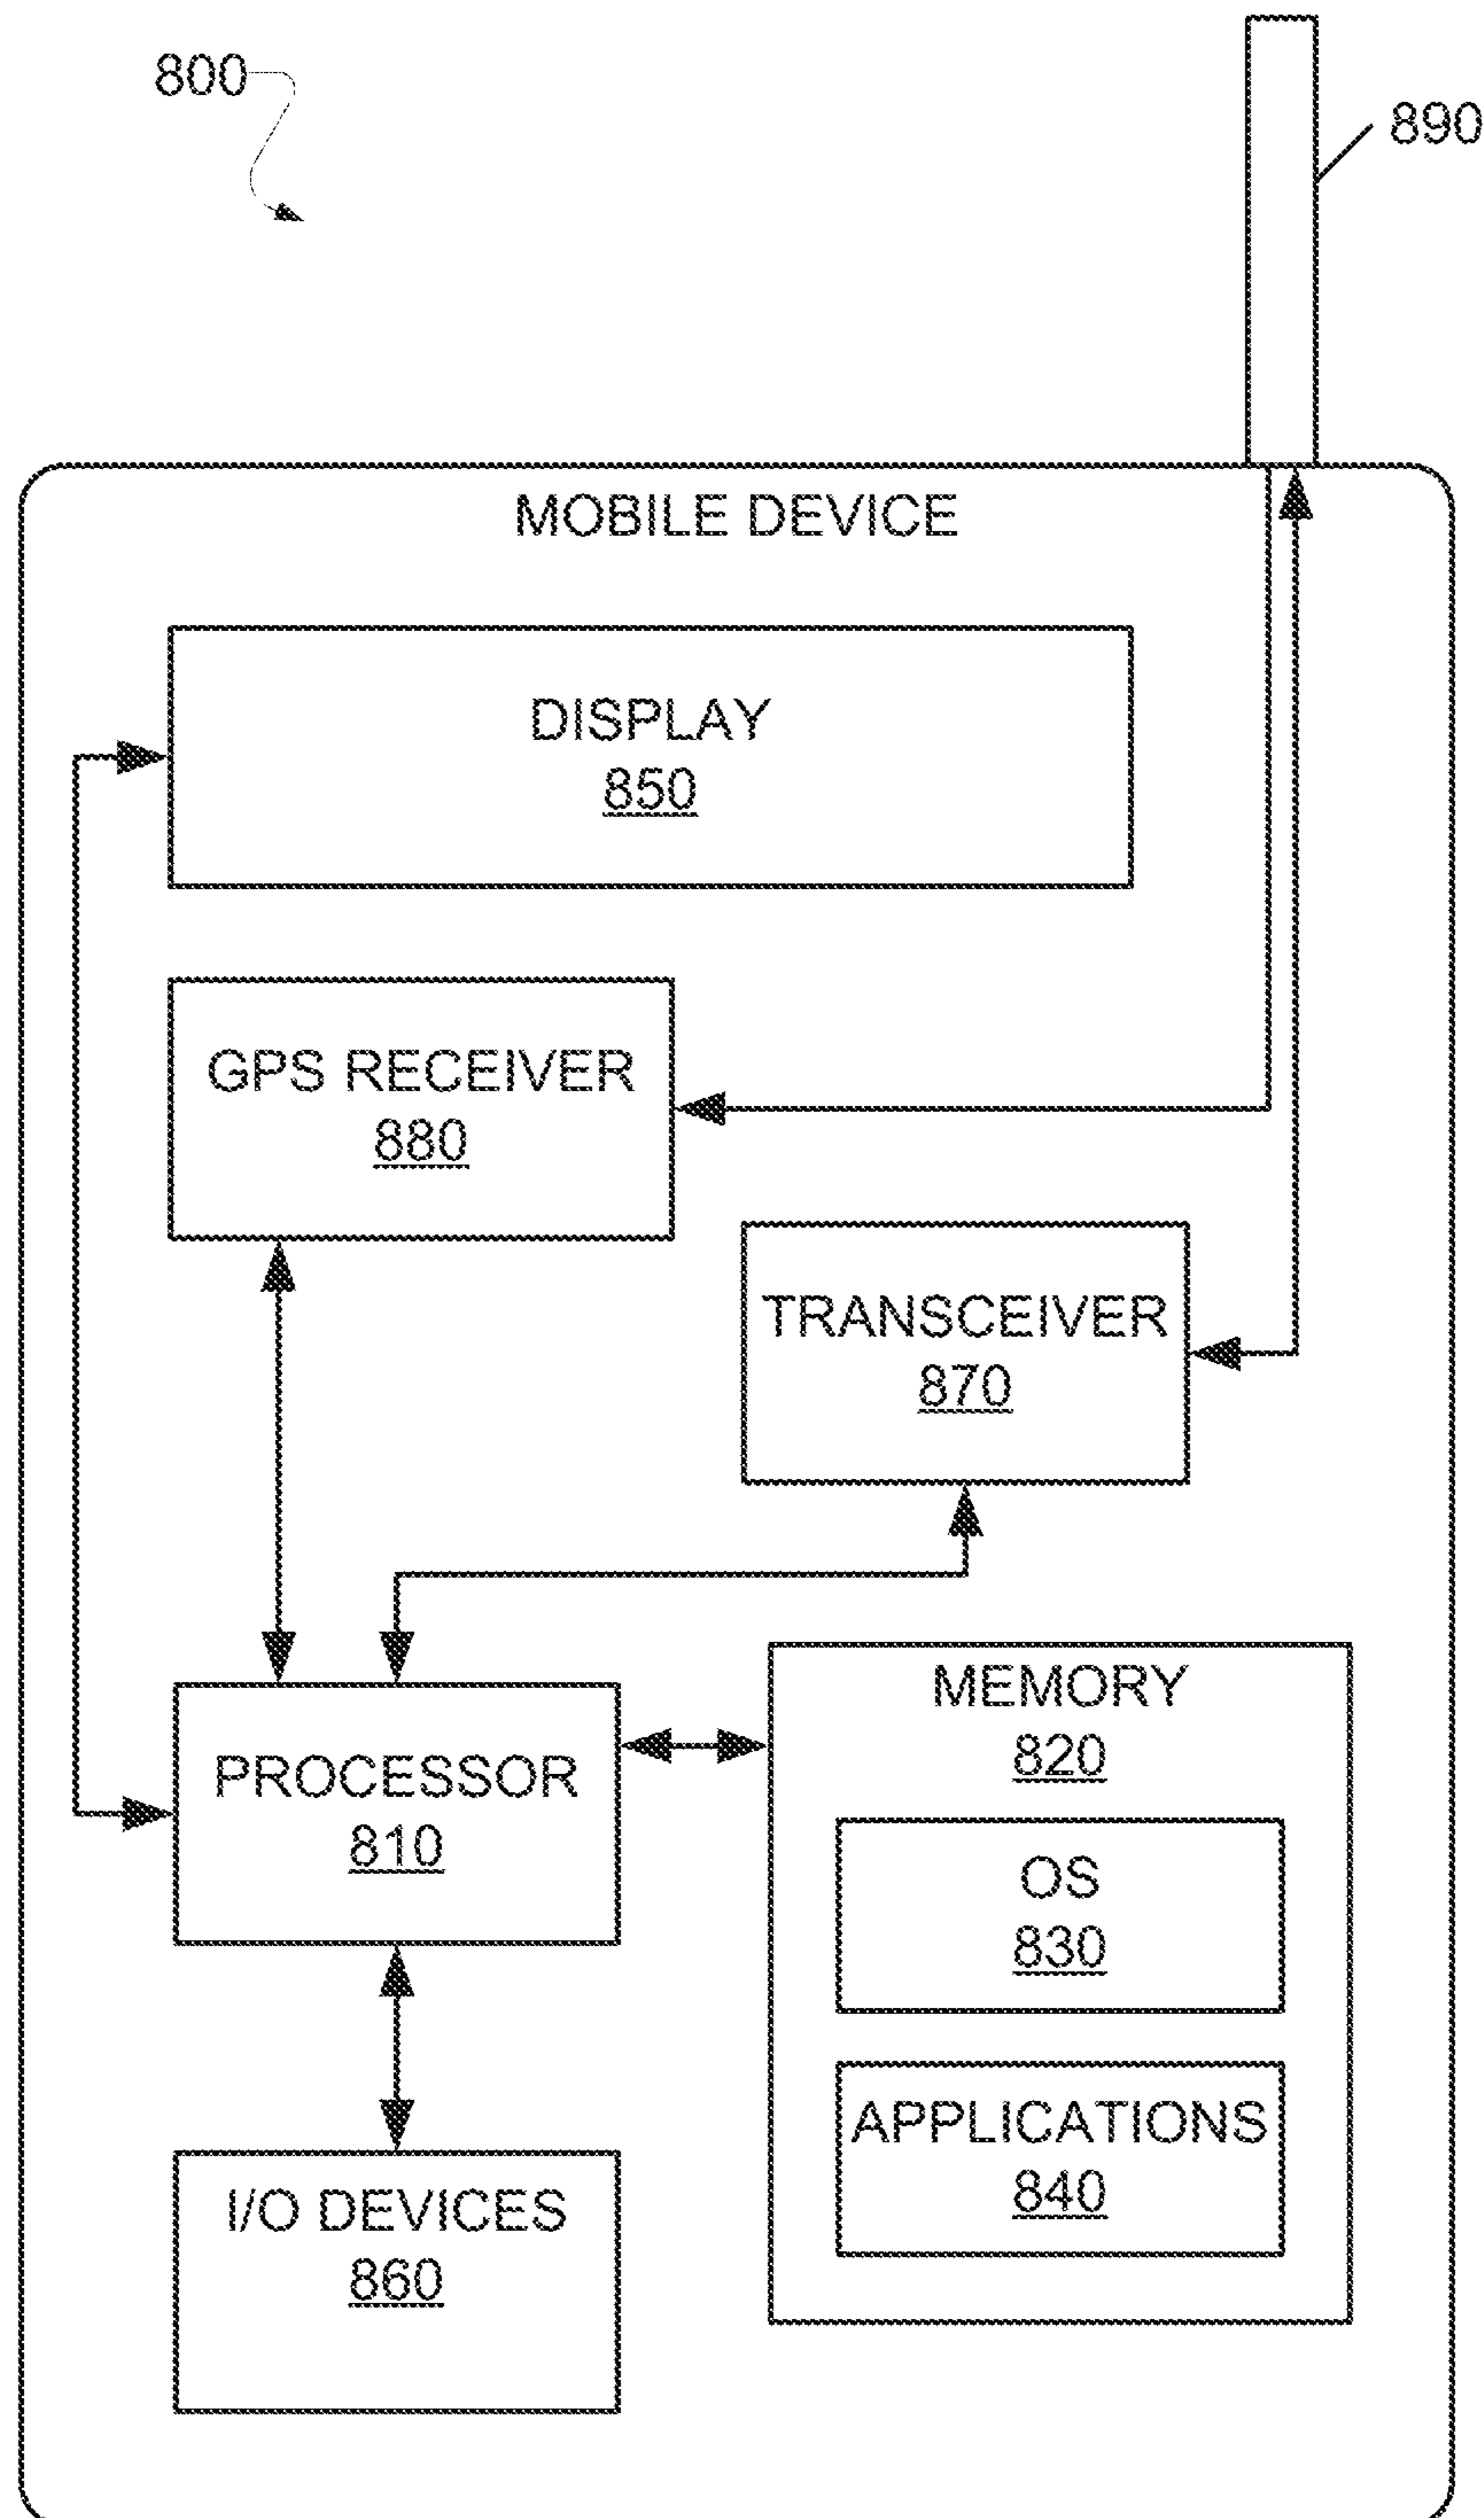 800
890
MOBILE DEVICE
DISPLAY
850
GPS RECEIVER
880
TRANSCEIVER
870
MEMORY
820
PROCESSOR
810
OS
830
APPLICATIONS
840
I/O DEVICES
860